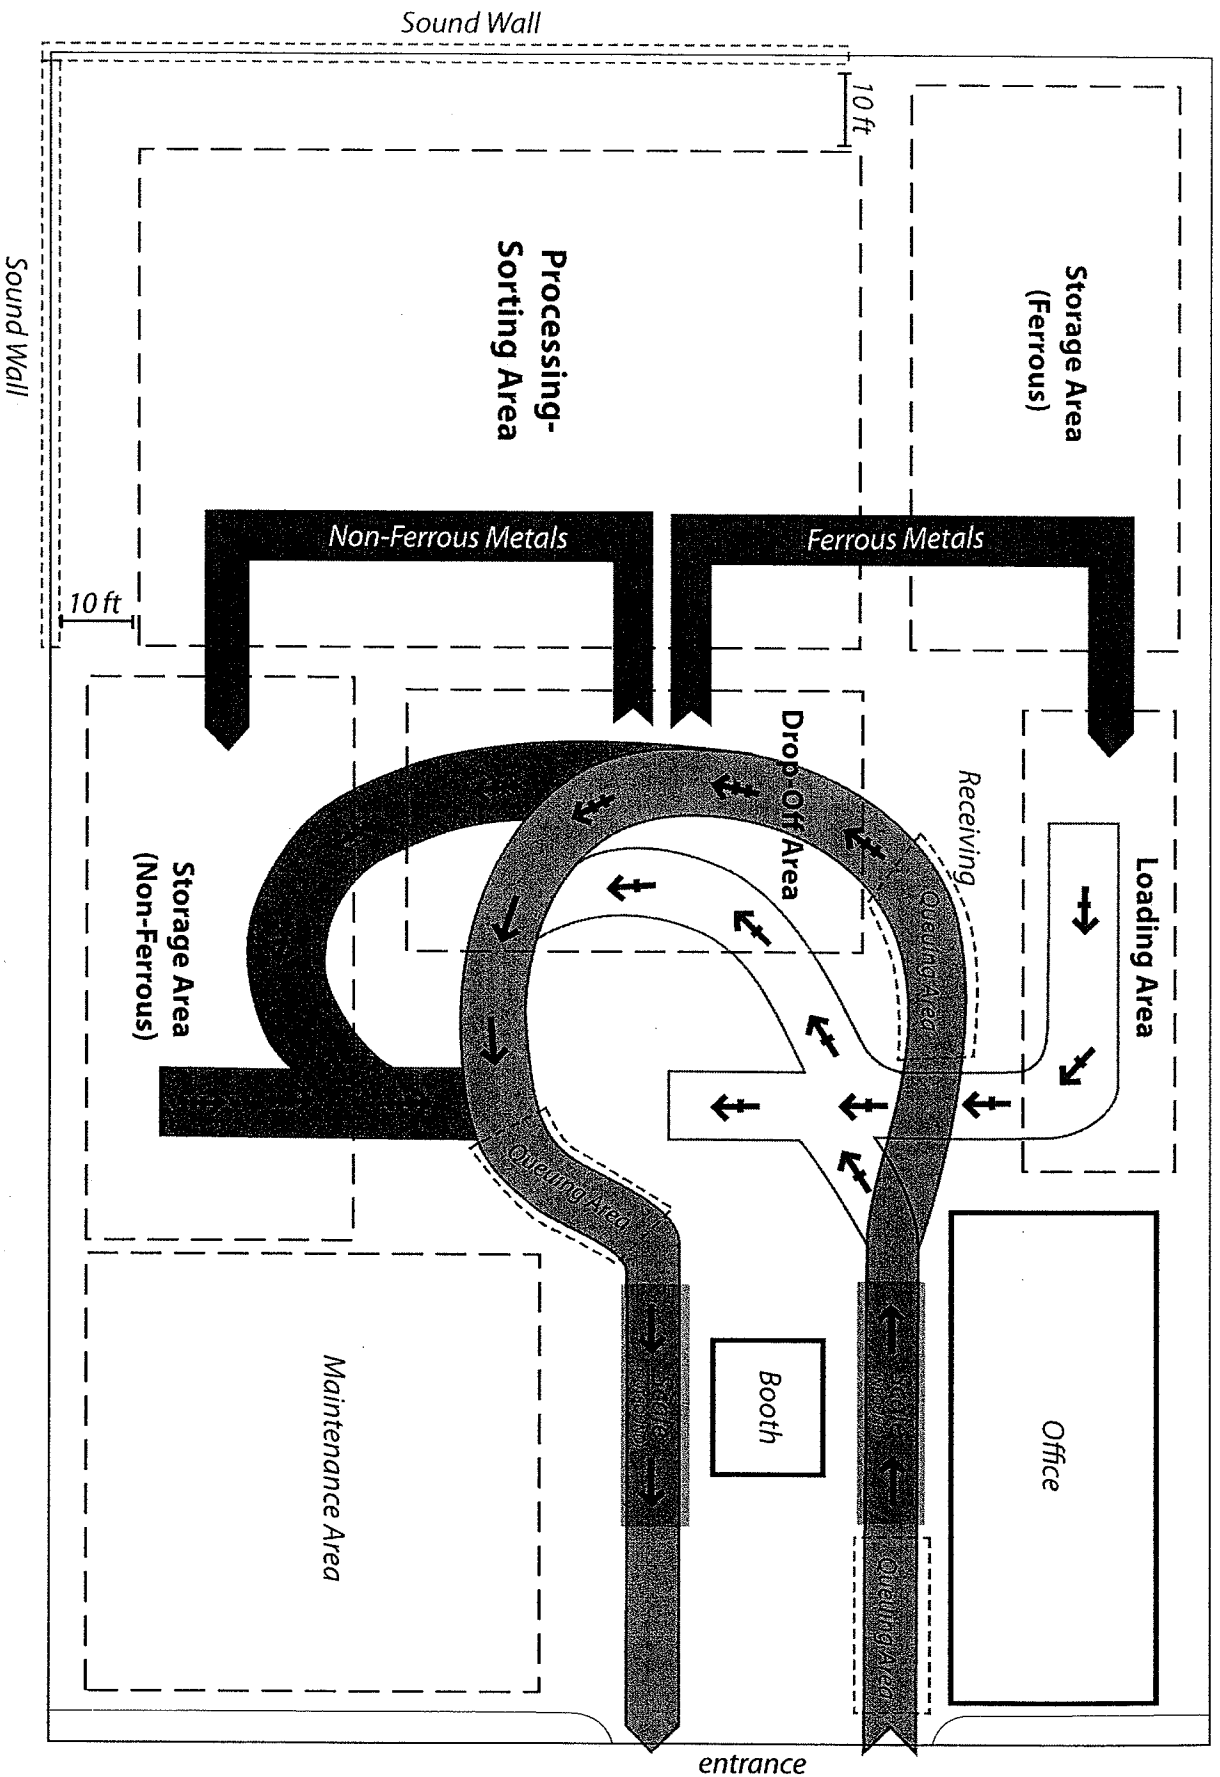 Sound Wall
Sound Wall
10 ft
Processing-
Sorting Area
Storage Area
(Ferrous)
Non-Ferrous Metals
Ferrous Metals
10 ft
Drop-Off Area
Receiving
Queuing Area
Loading Area
Storage Area
(Non-Ferrous)
Queuing Area
Maintenance Area
Scale
Booth
Office
Queuing Area
entrance